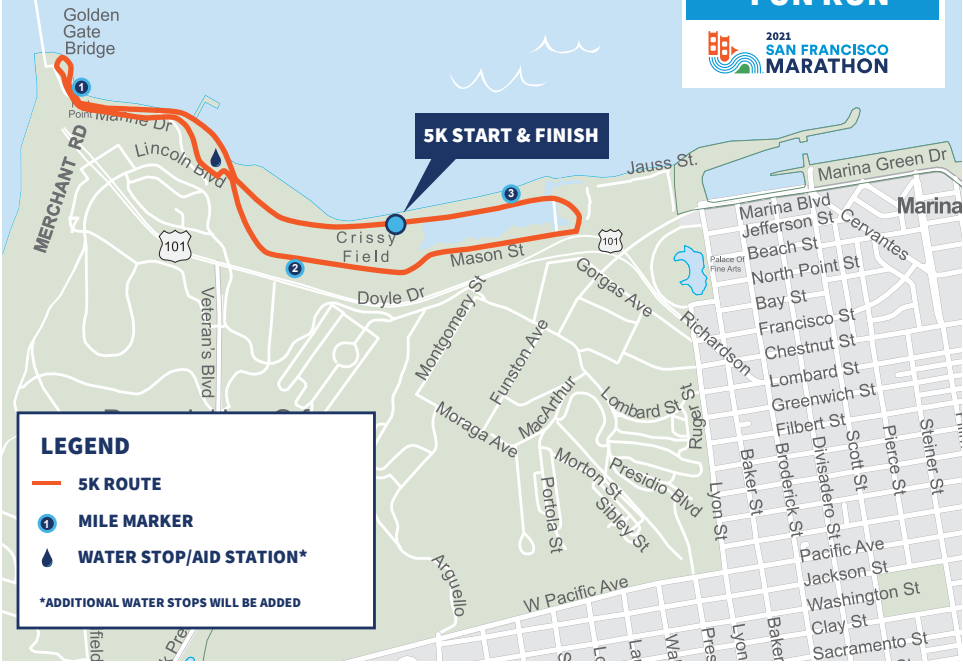 FUN RUN
2021
SAN FRANCISCO
MARATHON
Golden
Gate
Bridge
1
Point
Marine Dr
Lincoln Blvd
MERCHANT RD
101
5K START & FINISH
3
Jauss St.
Marina Green Dr
Marina Blvd
Marina
Jefferson St
Cervantes
Beach St
Palace Of
Fine Arts
North Point St
Bay St
Francisco St
Chestnut St
Lombard St
Greenwich St
Filbert St
Crissy
Field
2
Mason St
101
Doyle Dr
Gorgas Ave
Richardson
Veteran's Blvd
Montgomery St
Funston Ave
MacArthur
Lombard St
Ruger St
Moraga Ave
Morton St
Presidio Blvd
Sibley St
Portola St
Lyon St
Baker St
Broderick St
Divisadero St
Scott St
Pierce St
Steiner St
Pacific Ave
Jackson St
Washington St
Clay St
Sacramento St
W Pacific Ave
Arguello
Lyon
Baker
LEGEND
5K ROUTE
1 MILE MARKER
WATER STOP/AID STATION*
*ADDITIONAL WATER STOPS WILL BE ADDED